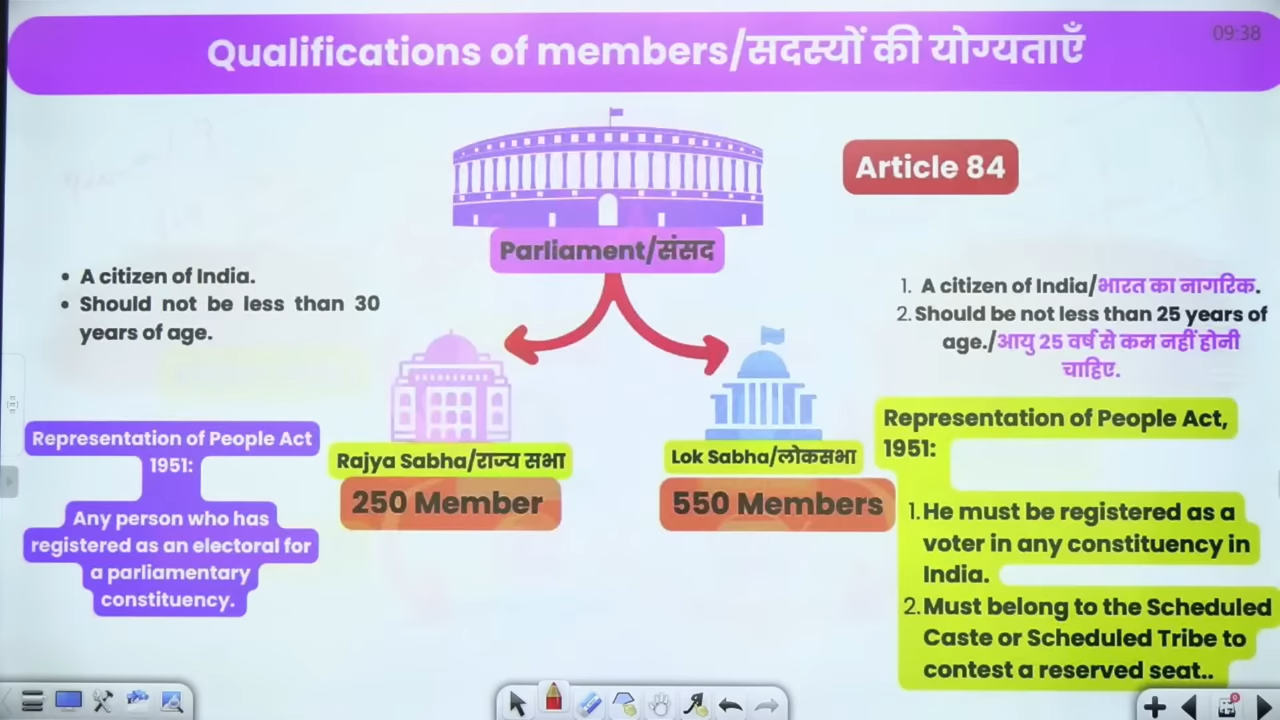 Qualifications of members/सदस्यों की योग्यताएँ
09:38
Article 84
Parliament/संसद
• A citizen of India.
• Should not be less than 30
years of age.
1. A citizen of India/भारत का नागरिक.
2. Should be not less than 25 years of
age./आयु 25 वर्ष से कम नहीं होनी
चाहिए.
Representation of People Act
1951:
Any person who has
registered as an electoral for
a parliamentary
constituency.
Rajya Sabha/राज्य सभा
250 Member
Lok Sabha/लोकसभा
550 Members
Representation of People Act,
1951:
1. He must be registered as a
voter in any constituency in
India.
2. Must belong to the Scheduled
Caste or Scheduled Tribe to
contest a reserved seat..